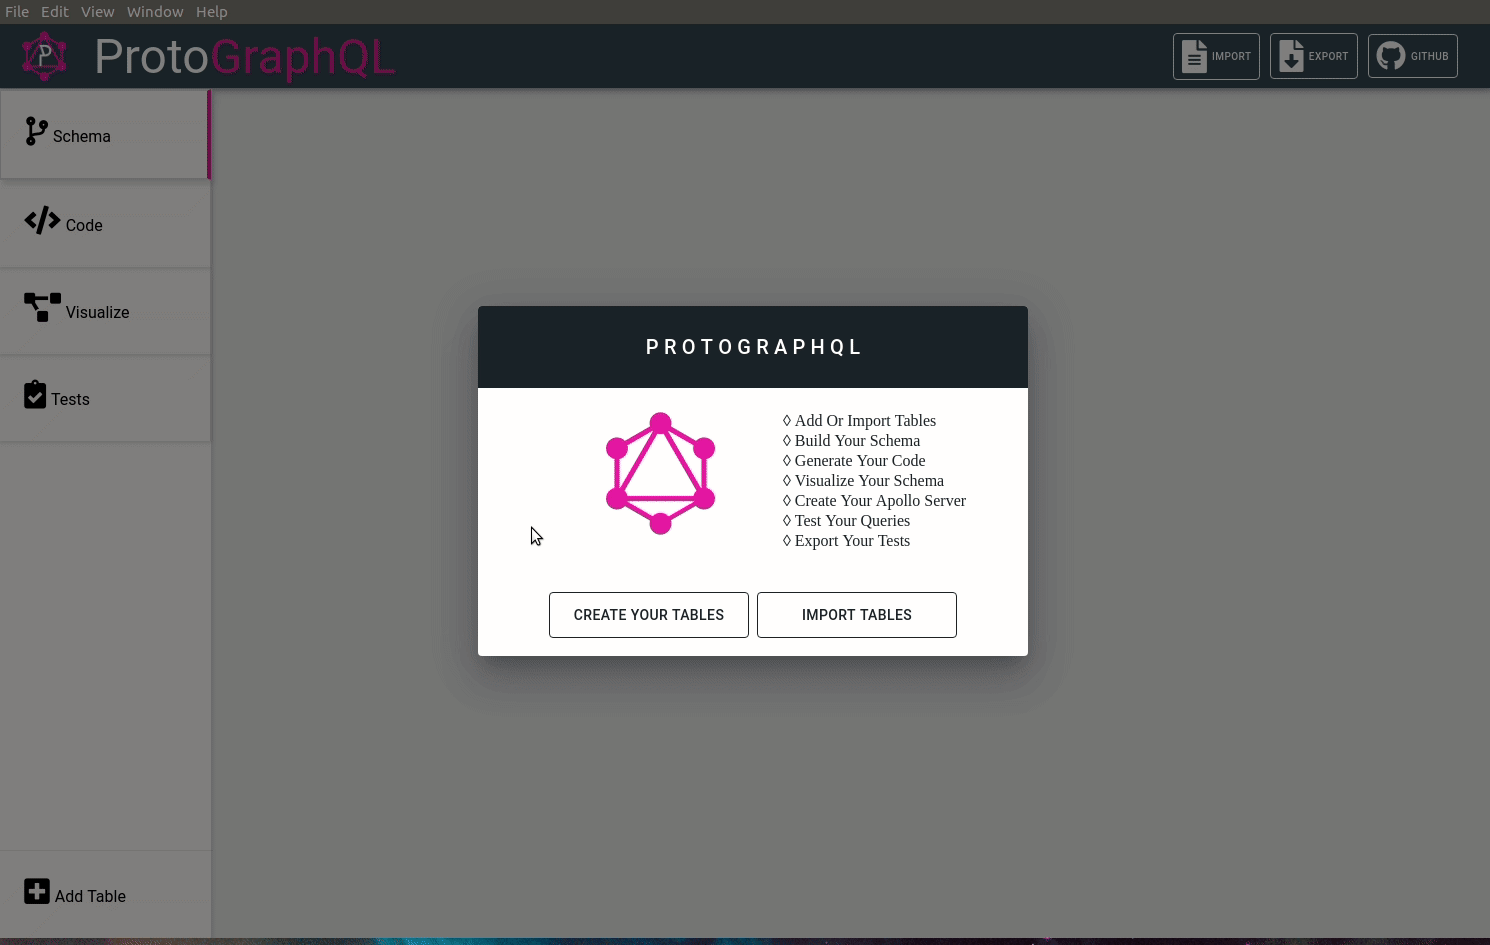 File Edit View Window Help
P
ProtoGraphQL
IMPORT
EXPORT
GITHUB
Schema
Code
Visualize
Tests
Add Table
PROTOGRAPHQL
◊ Add Or Import Tables
◊ Build Your Schema
◊ Generate Your Code
◊ Visualize Your Schema
◊ Create Your Apollo Server
◊ Test Your Queries
◊ Export Your Tests
CREATE YOUR TABLES
IMPORT TABLES